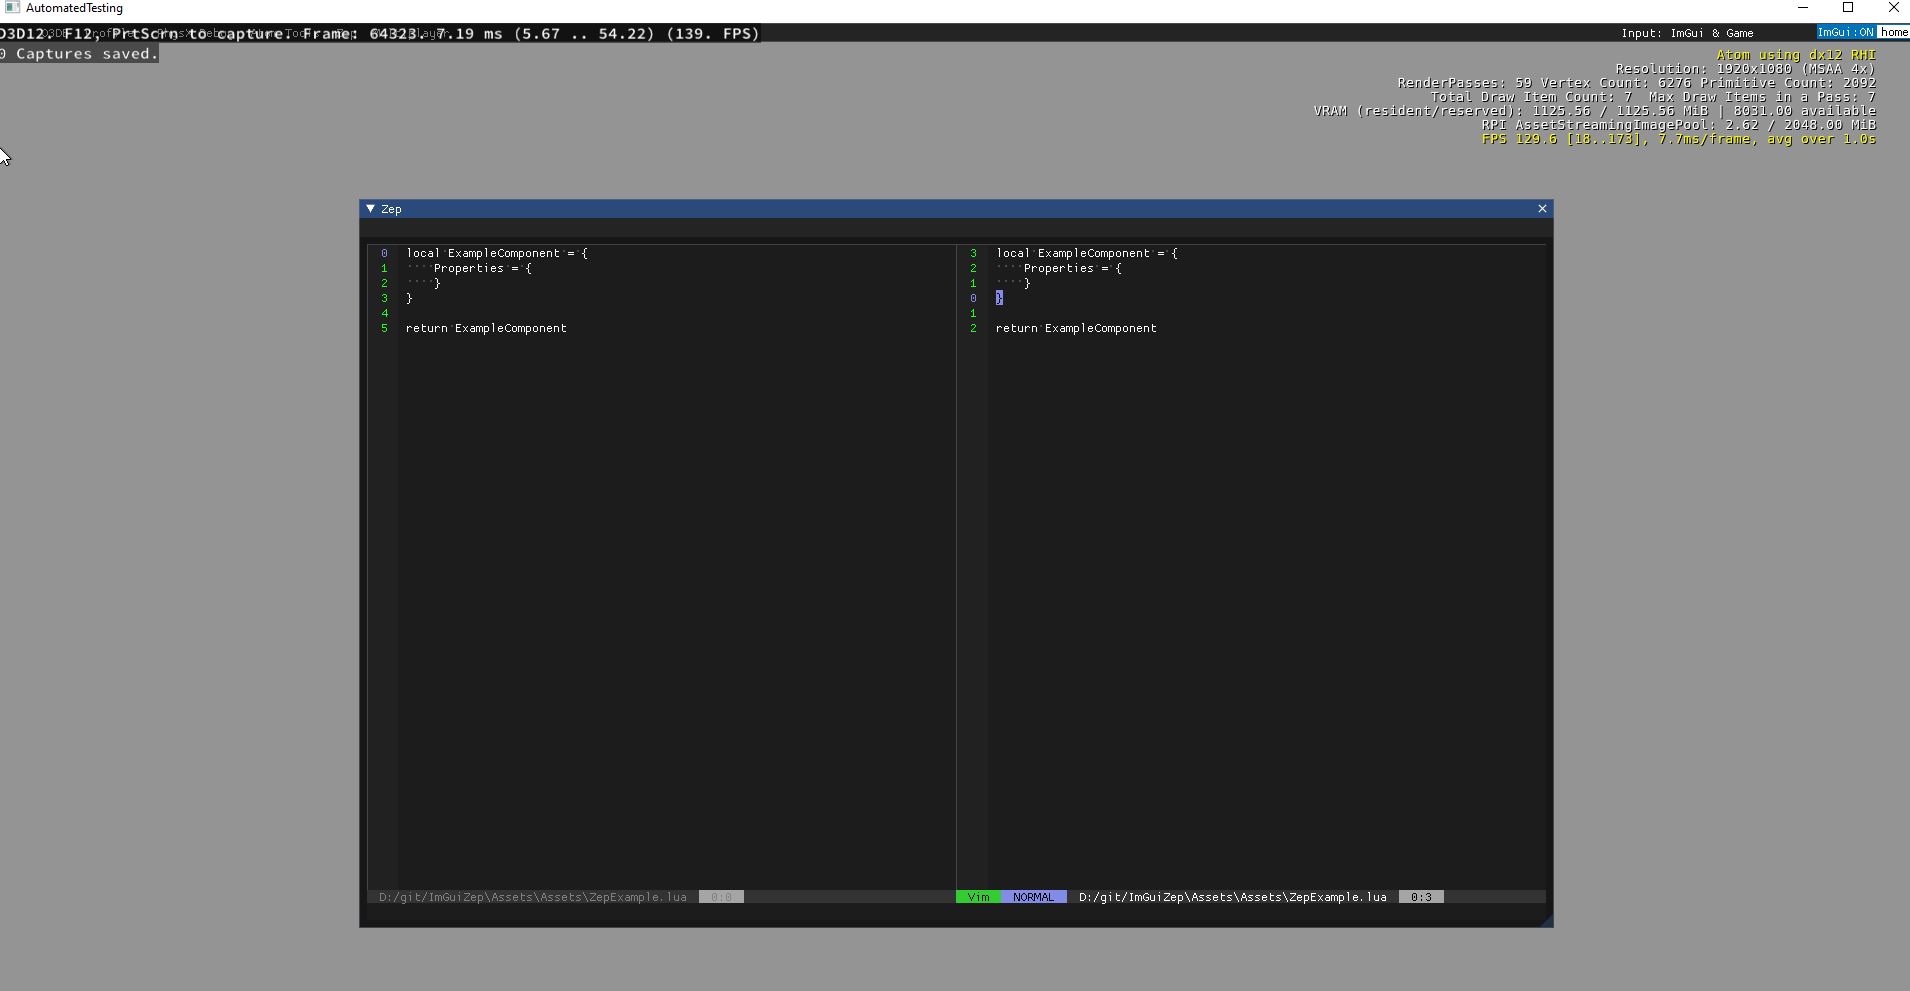 AutomatedTesting
D3D12. F12, PrtScrn to capture. Frame: 64323. 7.19 ms (5.67 .. 54.22) (139. FPS)
Input: ImGui & Game
ImGui:ON
home
0 Captures saved.
Atom using dx12 RHI
Resolution: 1920x1080 (MSAA 4x)
RenderPasses: 59 Vertex Count: 6276 Primitive Count: 2092
Total Draw Item Count: 7 Max Draw Items in a Pass: 7
VRAM (resident/reserved): 1125.56 / 1125.56 MiB | 8031.00 available
RPI AssetStreamingImagePool: 2.62 / 2048.00 MiB
FPS 129.6 [18..173], 7.7ms/frame, avg over 1.0s
Zep
0 local ExampleComponent = {
1 ····Properties = {
2 ····}
3 }
4
5 return ExampleComponent
3 local ExampleComponent = {
2 ····Properties = {
1 ····}
0 }
1
2 return ExampleComponent
D:/git/ImGuiZep\Assets\Assets\ZepExample.lua 0:0
Vim NORMAL D:/git/ImGuiZep\Assets\Assets\ZepExample.lua 0:3